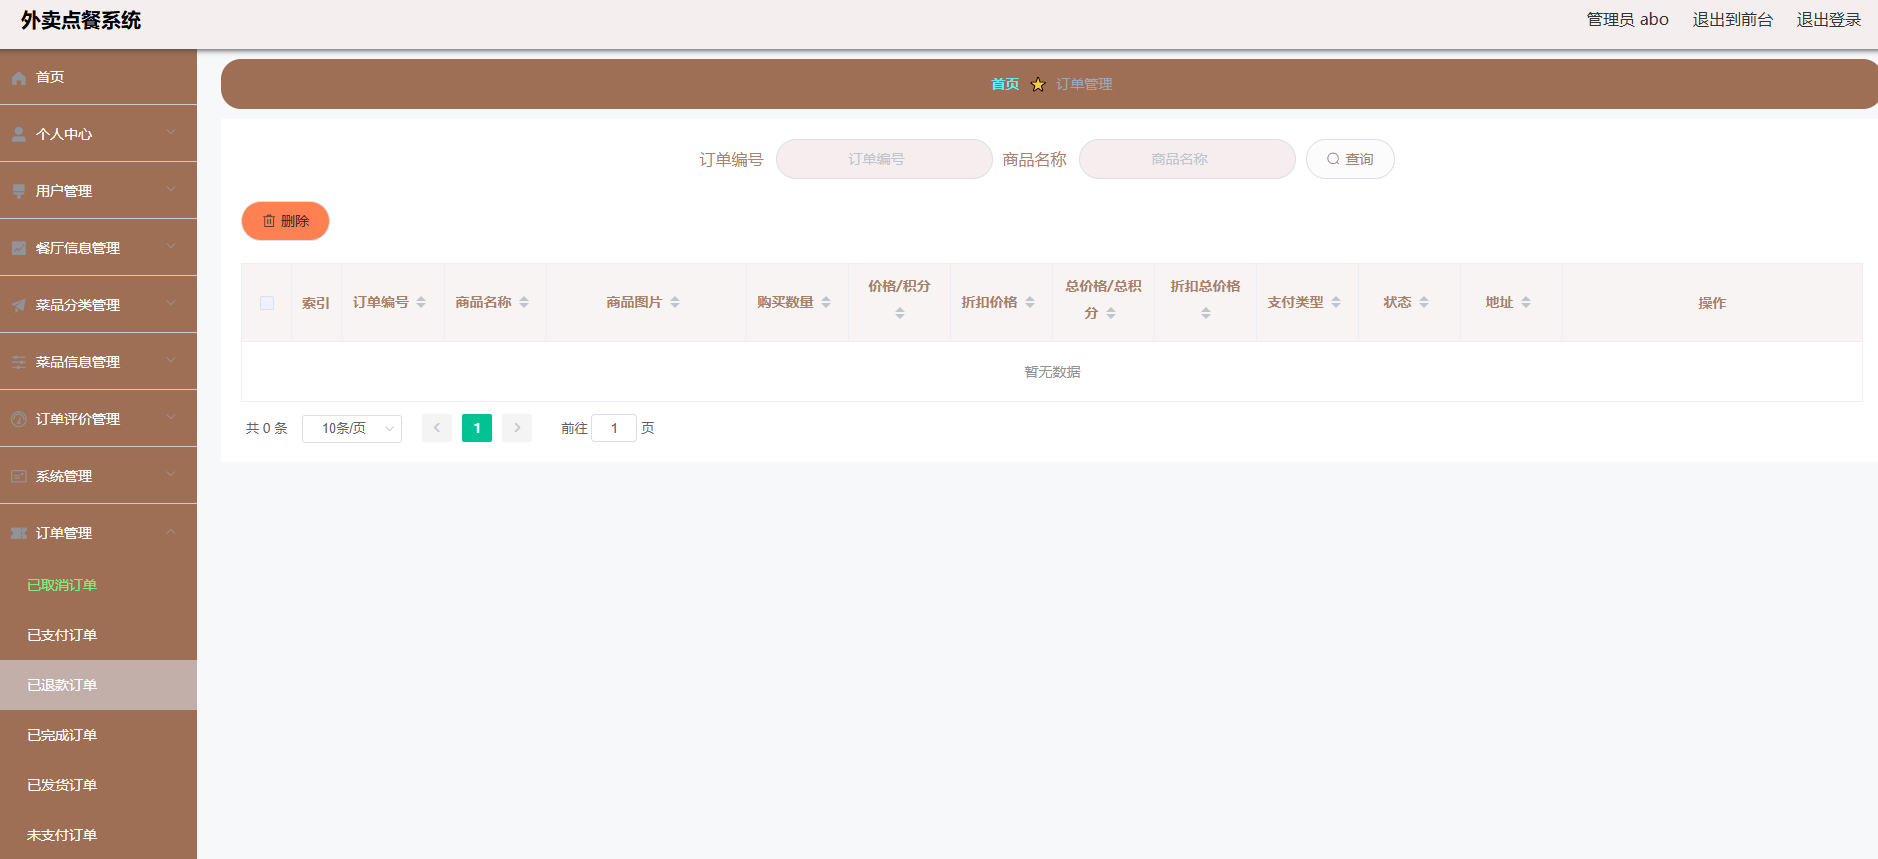 外卖点餐系统
管理员 abo 退出到前台 退出登录
首页
个人中心
用户管理
餐厅信息管理
菜品分类管理
菜品信息管理
订单评价管理
系统管理
订单管理
已取消订单
已支付订单
已退款订单
已完成订单
已发货订单
未支付订单
首页 订单管理
订单编号 订单编号 商品名称 商品名称 查询
删除
索引 订单编号 商品名称 商品图片 购买数量 价格/积分 折扣价格 总价格/总积分 折扣总价格 支付类型 状态 地址 操作
暂无数据
共 0 条 10条/页 1 前往 1 页